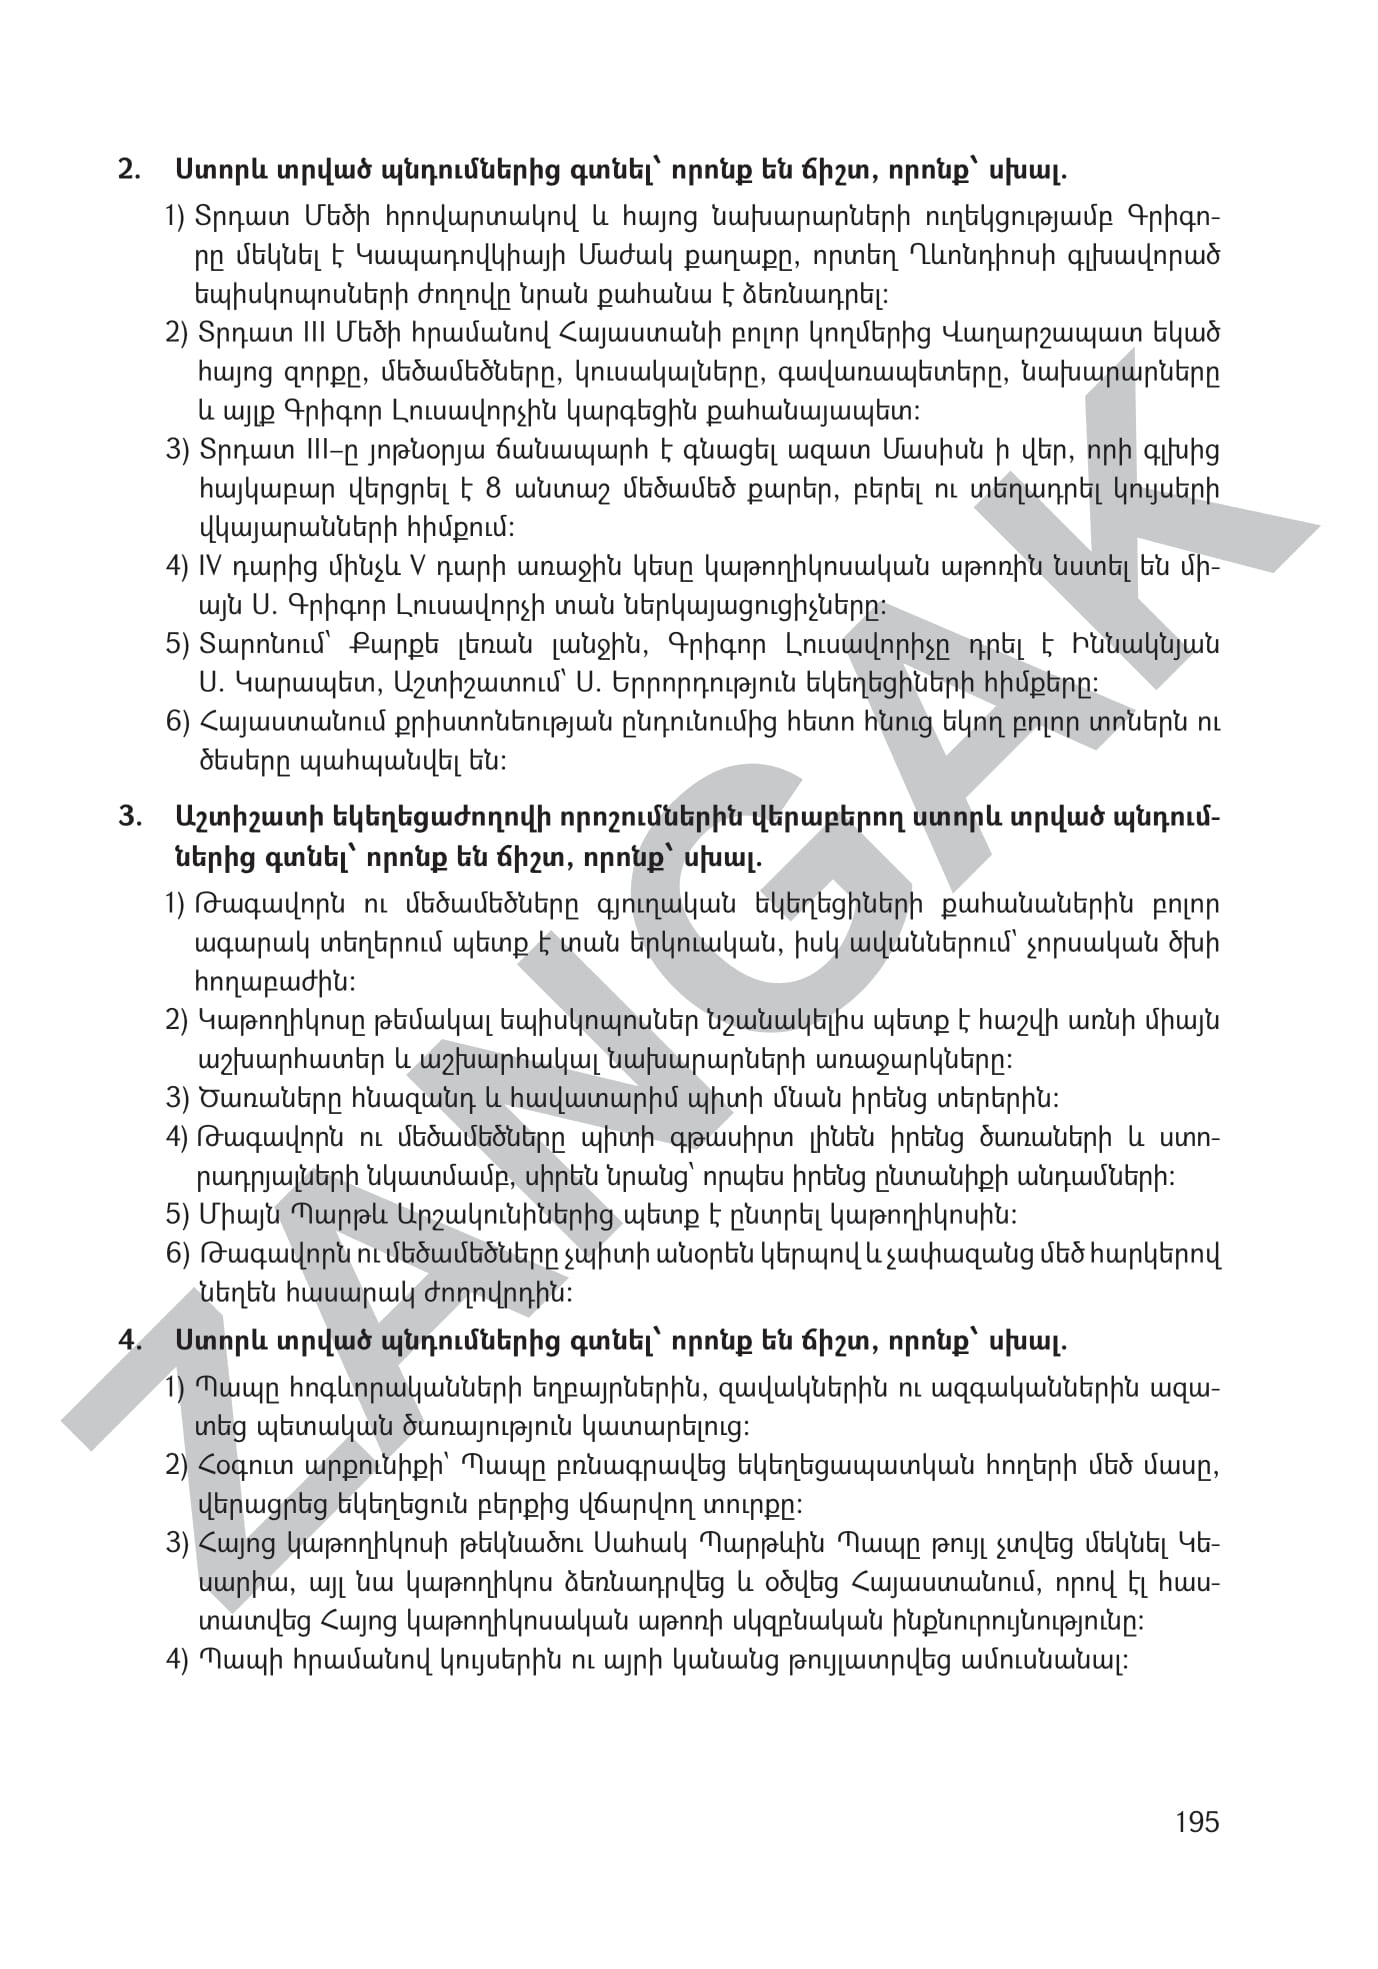 2. Ստորև տրված պնդումներից գտնել՝ որոնք են ճիշտ, որոնք՝ սխալ.
1) Տրդատ Մեծի հրովարտակով և հայոց նախարարների ուղեկցությամբ Գրիգո-
րը մեկնել է Կապադովկիայի Մաժակ քաղաքը, որտեղ Ղևոնդիոսի գլխավորած
եպիսկոպոսների ժողովը նրան քահանա է ձեռնադրել:
2) Տրդատ III Մեծի հրամանով Հայաստանի բոլոր կողմերից Վաղարշապատ եկած
հայոց զորքը, մեծամեծները, կուսակալները, գավառապետերը, նախարարները
և այլք Գրիգոր Լուսավորչին կարգեցին քահանայապետ:
3) Տրդատ III–ը յոթնօրյա ճանապարհ է գնացել ազատ Մասիսն ի վեր, որի գլխից
հայկաբար վերցրել է 8 անտաշ մեծամեծ քարեր, բերել ու տեղադրել կույսերի
վկայարանների հիմքում:
4) IV դարից մինչև V դարի առաջին կեսը կաթողիկոսական աթոռին նստել են մի-
այն Ս. Գրիգոր Լուսավորչի տան ներկայացուցիչները:
5) Տարոնում՝ Քարքե լեռան լանջին, Գրիգոր Լուսավորիչը դրել է Իննակնյան
Ս. Կարապետ, Աշտիշատում՝ Ս. Երրորդություն եկեղեցիների հիմքերը:
6) Հայաստանում քրիստոնեության ընդունումից հետո հնուց եկող բոլոր տոներն ու
ծեսերը պահպանվել են:
3. Աշտիշատի եկեղեցաժողովի որոշումներին վերաբերող ստորև տրված պնդում-
ներից գտնել՝ որոնք են ճիշտ, որոնք՝ սխալ.
1) Թագավորն ու մեծամեծները գյուղական եկեղեցիների քահանաներին բոլոր
ագարակ տեղերում պետք է տան երկուական, իսկ ավաններում՝ չորսական ծխի
հողաբաժին:
2) Կաթողիկոսը թեմակալ եպիսկոպոսներ նշանակելիս պետք է հաշվի առնի միայն
աշխարհատեր և աշխարհակալ նախարարների առաջարկները:
3) Ծառաները հնազանդ և հավատարիմ պիտի մնան իրենց տերերին:
4) Թագավորն ու մեծամեծները պիտի գթասիրտ լինեն իրենց ծառաների և ստո-
րադրյալների նկատմամբ, սիրեն նրանց՝ որպես իրենց ընտանիքի անդամների:
5) Միայն Պարթև Արշակունիներից պետք է ընտրել կաթողիկոսին:
6) Թագավորն ու մեծամեծները չպիտի անօրեն կերպով և չափազանց մեծ հարկերով
նեղեն հասարակ ժողովրդին:
4. Ստորև տրված պնդումներից գտնել՝ որոնք են ճիշտ, որոնք՝ սխալ.
1) Պապը հոգևորականների եղբայրներին, զավակներին ու ազգականներին ազա-
տեց պետական ծառայություն կատարելուց:
2) Հօգուտ արքունիքի՝ Պապը բռնագրավեց եկեղեցապատկան հողերի մեծ մասը,
վերացրեց եկեղեցուն բերքից վճարվող տուրքը:
3) Հայոց կաթողիկոսի թեկնածու Սահակ Պարթևին Պապը թույլ չտվեց մեկնել Կե-
սարիա, այլ նա կաթողիկոս ձեռնադրվեց և օծվեց Հայաստանում, որով էլ հաս-
տատվեց Հայոց կաթողիկոսական աթոռի սկզբնական ինքնուրույնությունը:
4) Պապի հրամանով կույսերին ու այրի կանանց թույլատրվեց ամուսնանալ:
195
ZANGAK